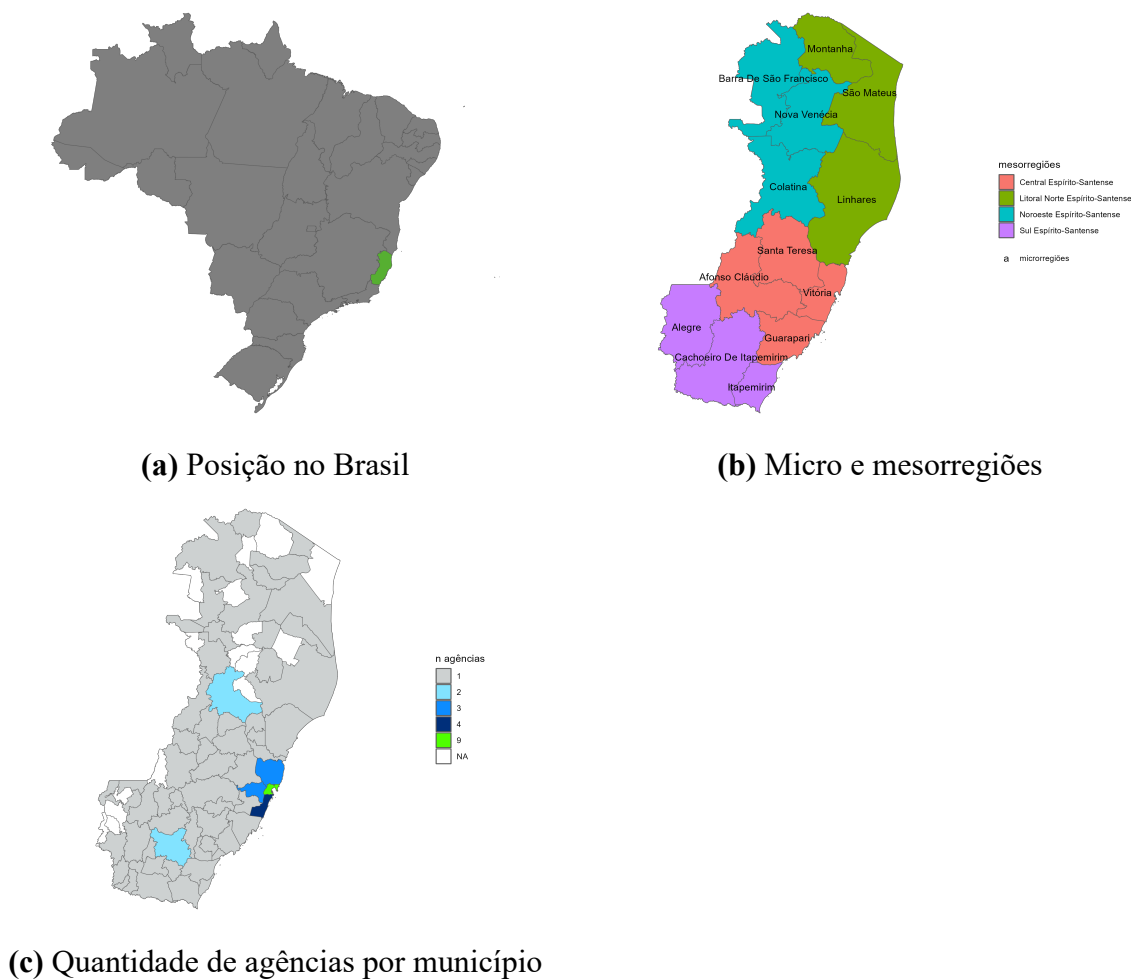 Montanha
Barra De São Francisco
São Mateus
Nova Venécia
Colatina
Linhares
Santa Teresa
Afonso Cláudio
Vitória
Alegre
Guarapari
Cachoeiro De Itapemirim
Itapemirim
mesorregiões
Central Espírito-Santense
Litoral Norte Espírito-Santense
Noroeste Espírito-Santense
Sul Espírito-Santense
a microrregiões
(a) Posição no Brasil
(b) Micro e mesorregiões
n agências
1
2
3
4
9
NA
(c) Quantidade de agências por município